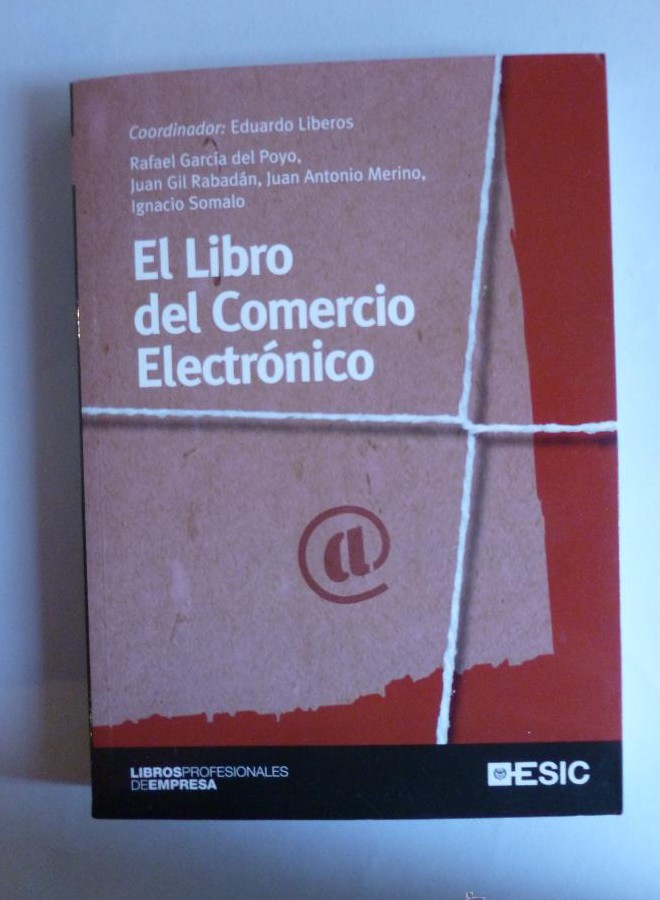 Coordinador: Eduardo Liberos
Rafael García del Poyo,
Juan Gil Rabadán, Juan Antonio Merino,
Ignacio Somalo
El Libro
del Comercio
Electrónico
@
LIBROSPROFESIONALES
DEEMPRESA
ESIC